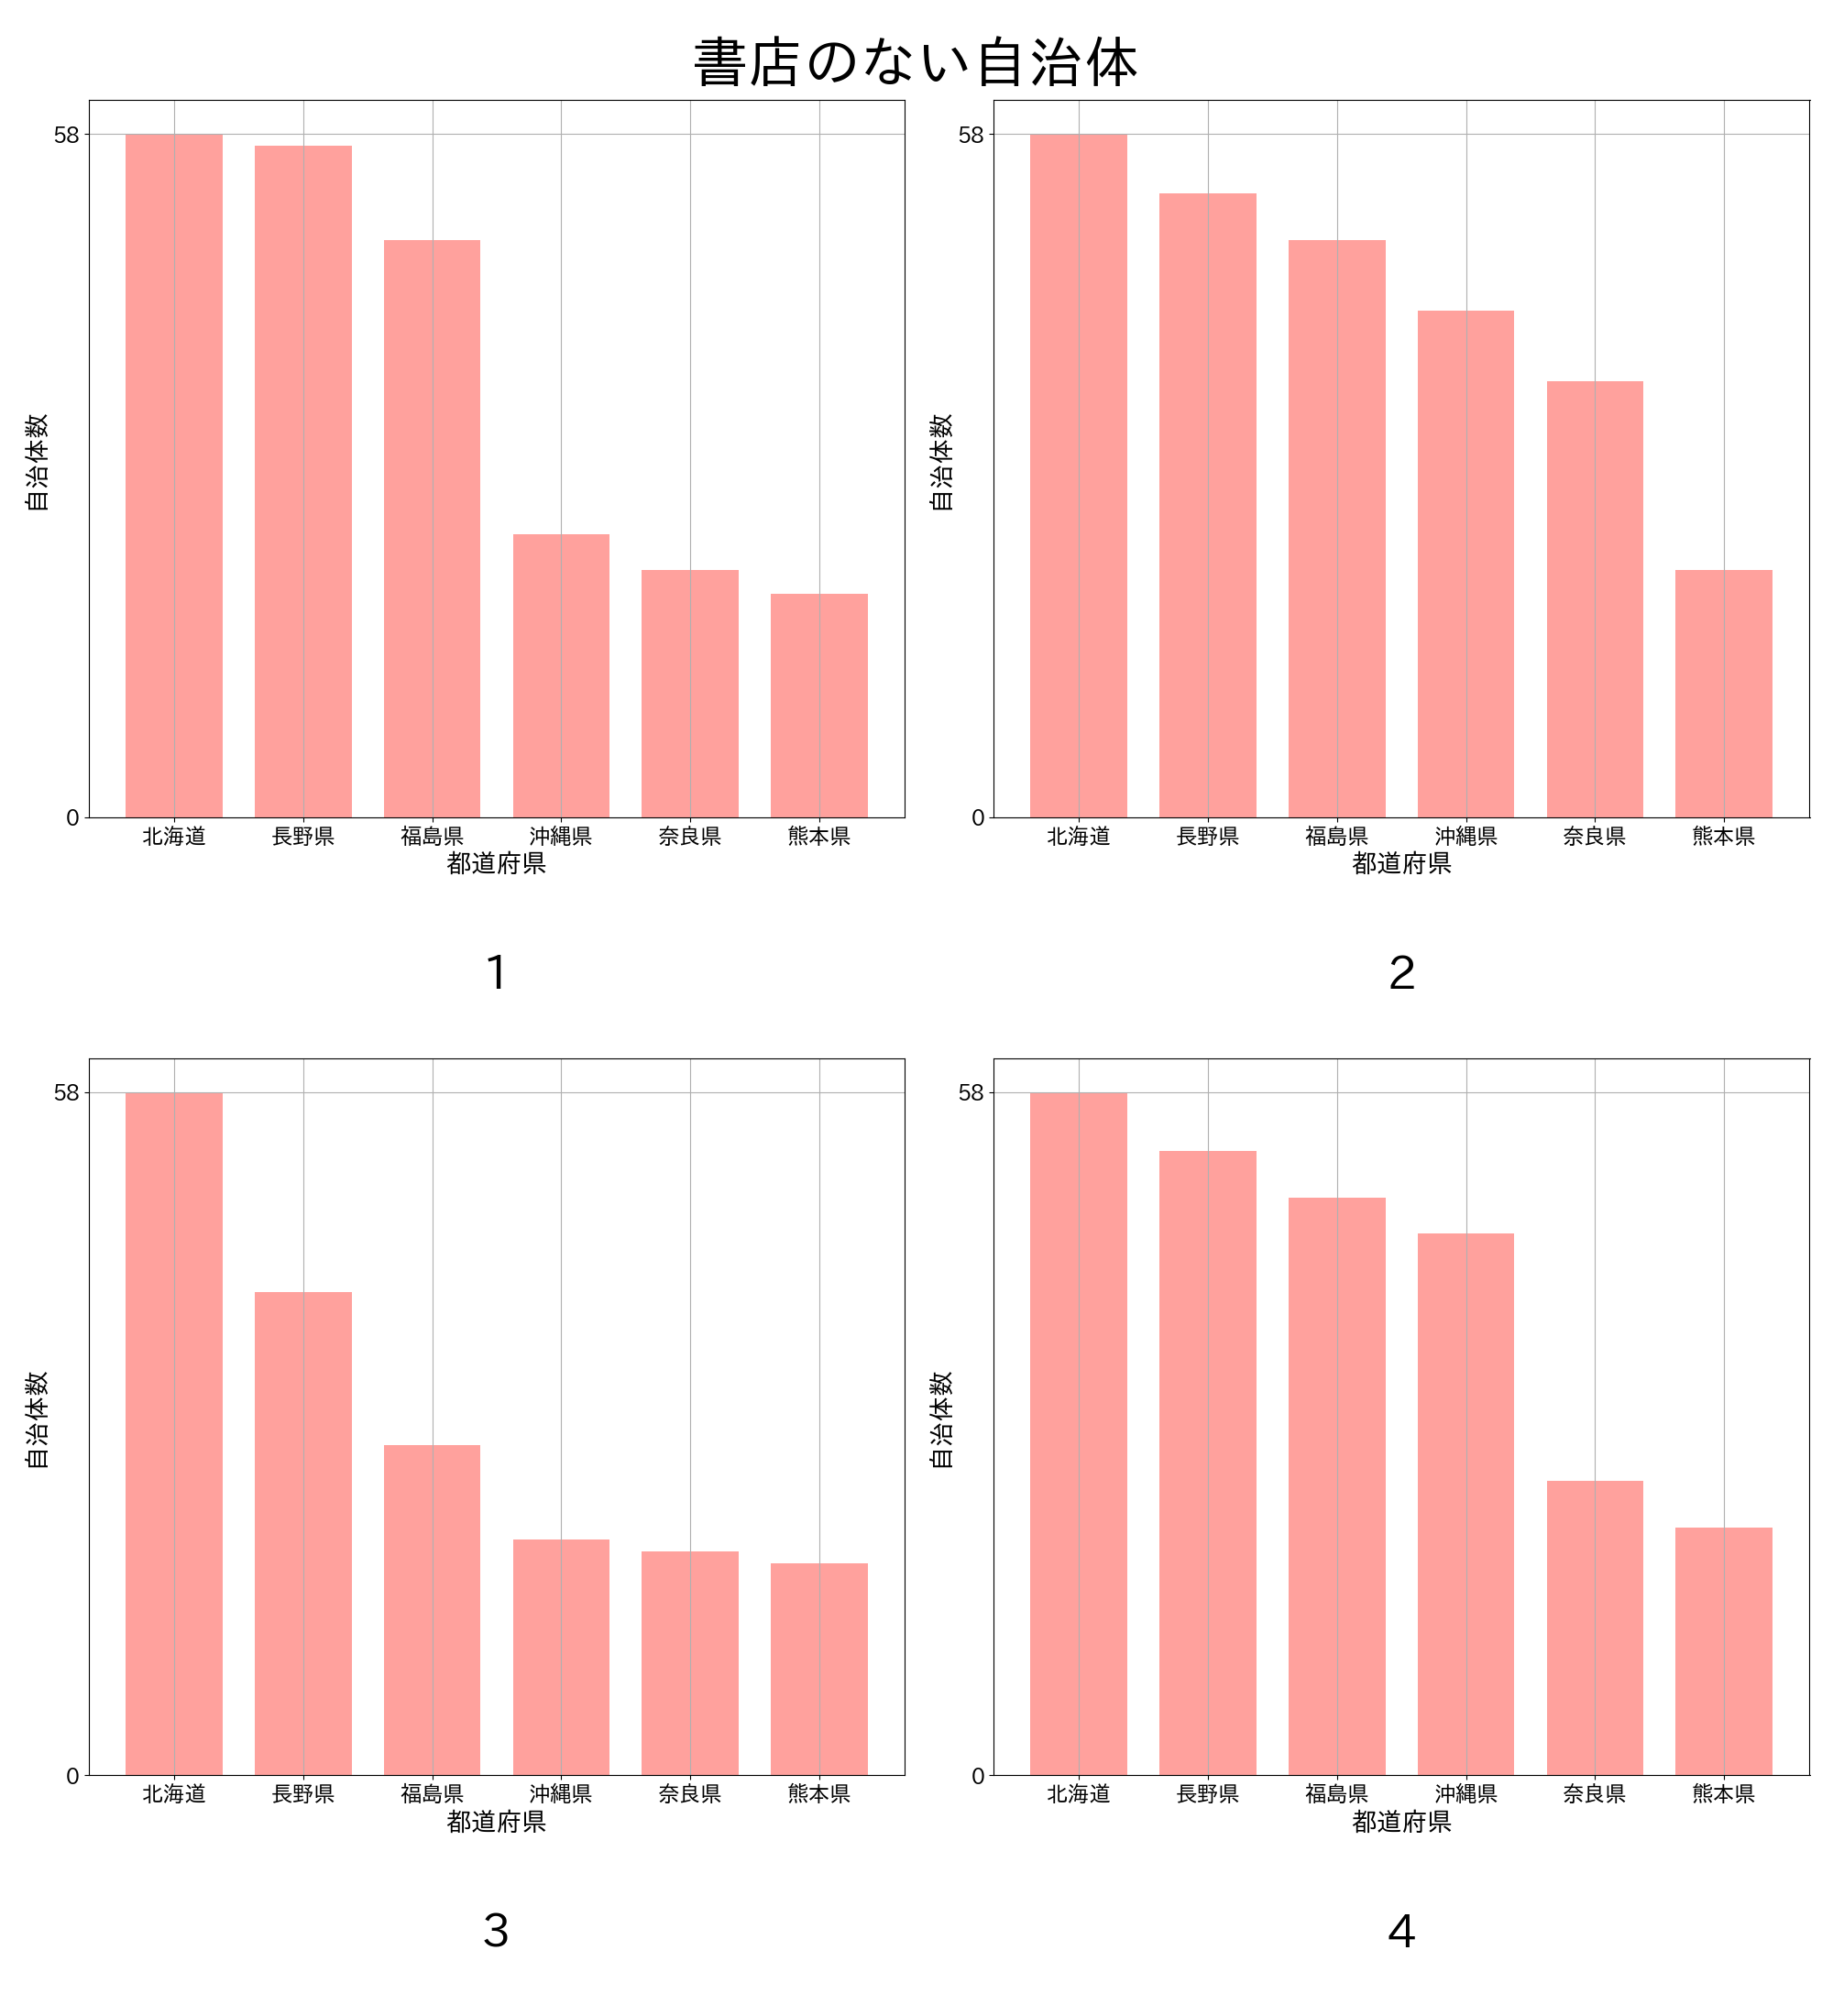 書店のない自治体
58
0
自治体数
北海道 長野県 福島県 沖縄県 奈良県 熊本県
都道府県
1
58
0
自治体数
北海道 長野県 福島県 沖縄県 奈良県 熊本県
都道府県
2
58
0
自治体数
北海道 長野県 福島県 沖縄県 奈良県 熊本県
都道府県
3
58
0
自治体数
北海道 長野県 福島県 沖縄県 奈良県 熊本県
都道府県
4